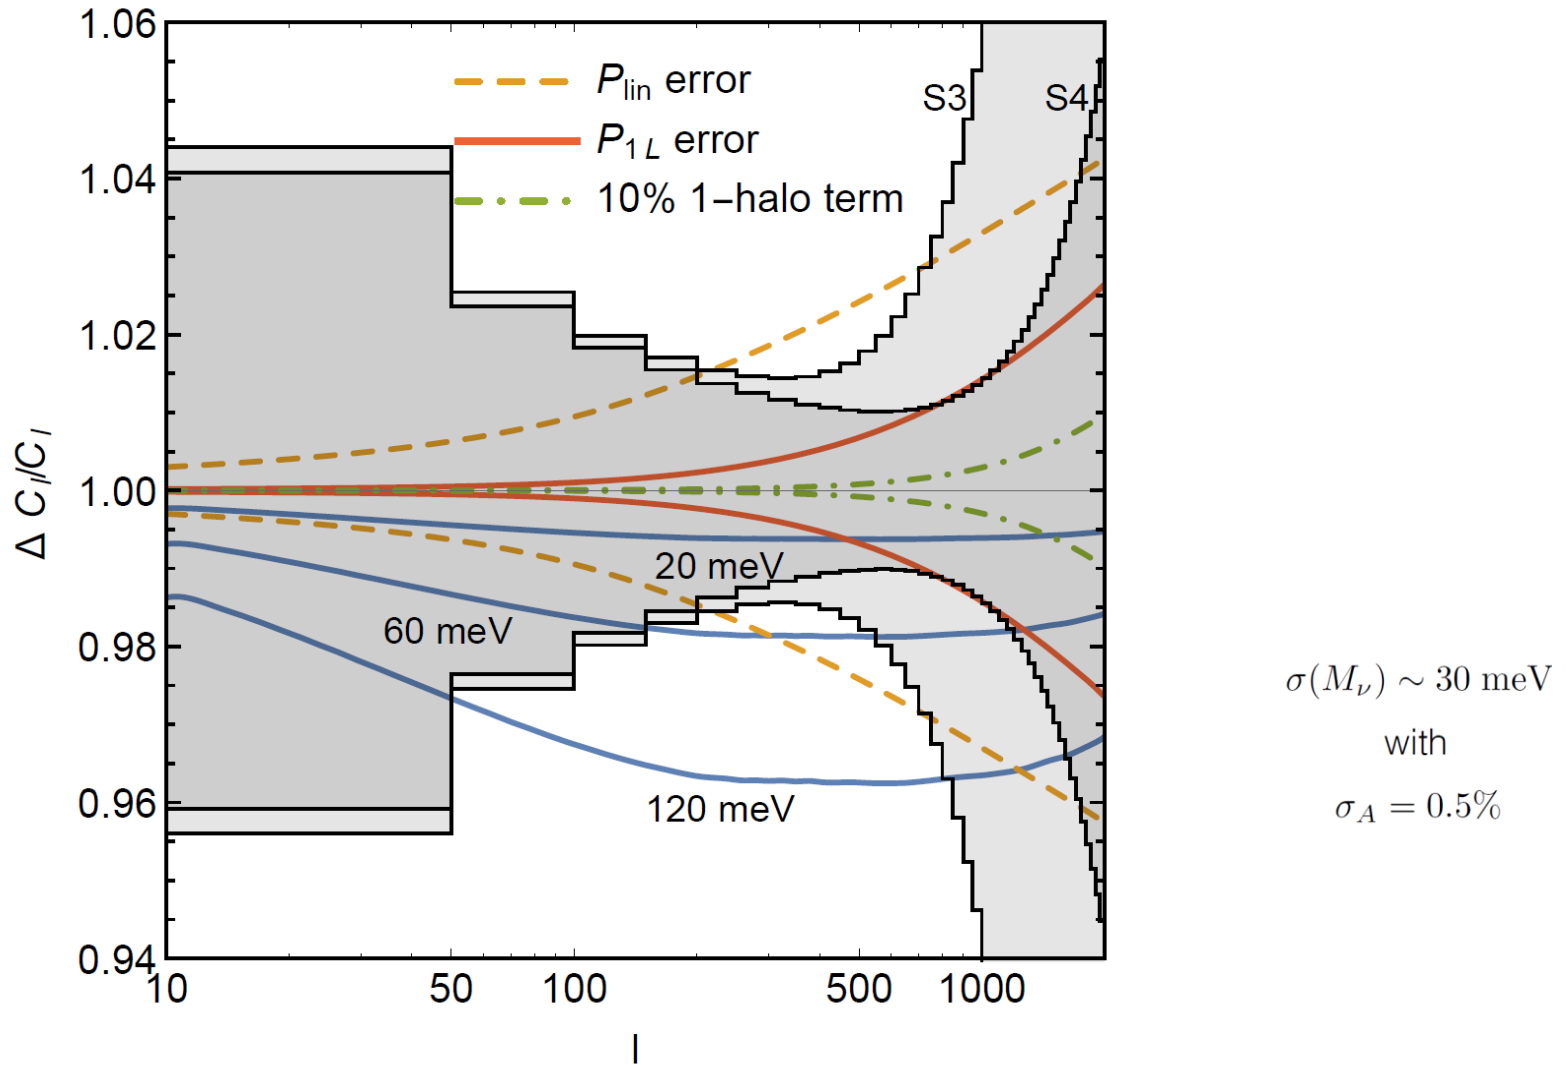 1.06
1.04
1.02
1.00
0.98
0.96
0.94
Δ C_l/C_l
P_lin error
P_1L error
10% 1−halo term
S3
S4
20 meV
60 meV
120 meV
10
50
100
500
1000
l
σ(M_ν) ∼ 30 meV
with
σ_A = 0.5%